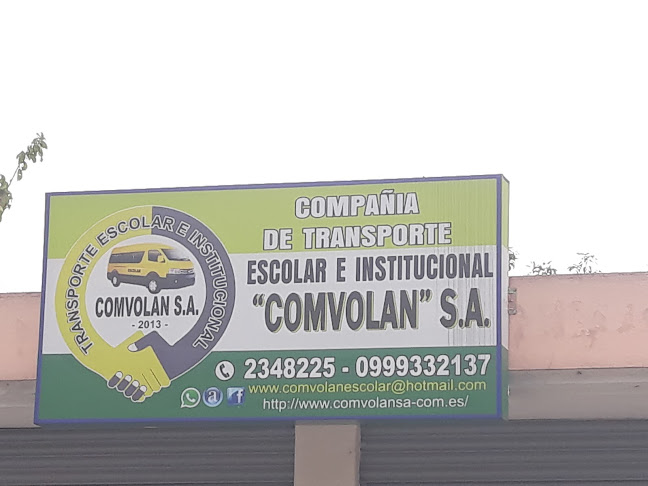 TRANSPORTE ESCOLAR E INSTITUCIONAL
ESCOLAR
COMVOLAN S.A.
- 2013 -
COMPAÑIA
DE TRANSPORTE
ESCOLAR E INSTITUCIONAL
"COMVOLAN" S.A.
2348225 - 0999332137
www.comvolanescolar@hotmail.com
http://www.comvolansa-com.es/